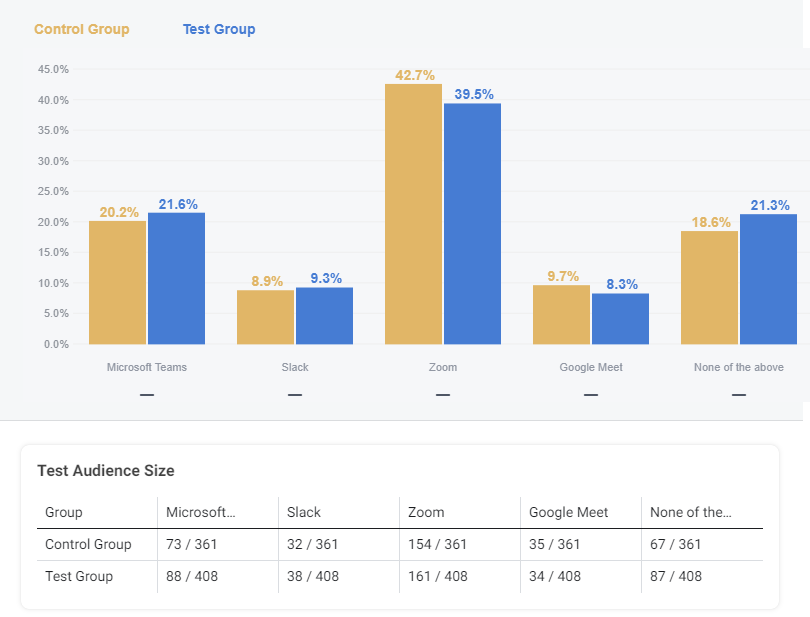 Control Group Test Group
45.0%
40.0%
35.0%
30.0%
25.0%
20.0%
15.0%
10.0%
5.0%
0.0%
20.2% 21.6% 8.9% 9.3% 42.7% 39.5% 9.7% 8.3% 18.6% 21.3%
Microsoft Teams Slack Zoom Google Meet None of the above
Test Audience Size
Group Microsoft... Slack Zoom Google Meet None of the...
Control Group 73 / 361 32 / 361 154 / 361 35 / 361 67 / 361
Test Group 88 / 408 38 / 408 161 / 408 34 / 408 87 / 408